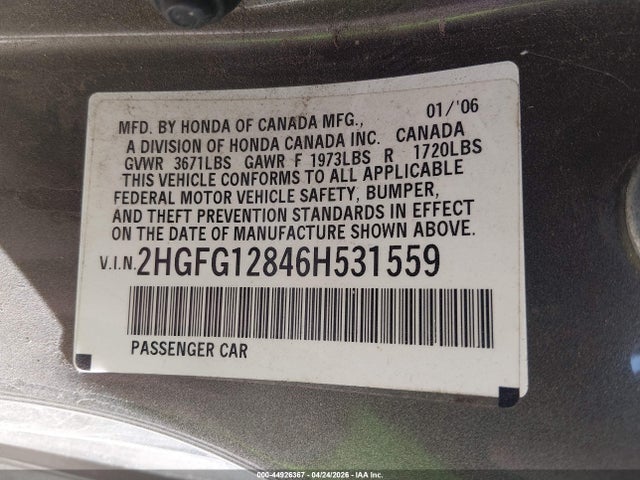 MFD. BY HONDA OF CANADA MFG., 01/'06
A DIVISION OF HONDA CANADA INC. CANADA
GVWR 3671LBS GAWR F 1973LBS R 1720LBS
THIS VEHICLE CONFORMS TO ALL APPLICABLE
FEDERAL MOTOR VEHICLE SAFETY, BUMPER,
AND THEFT PREVENTION STANDARDS IN EFFECT
ON THE DATE OF MANUFACTURE SHOWN ABOVE.
V.I.N. 2HGFG12846H531559
PASSENGER CAR
000-44926367 - 04/24/2026 - IAA Inc.